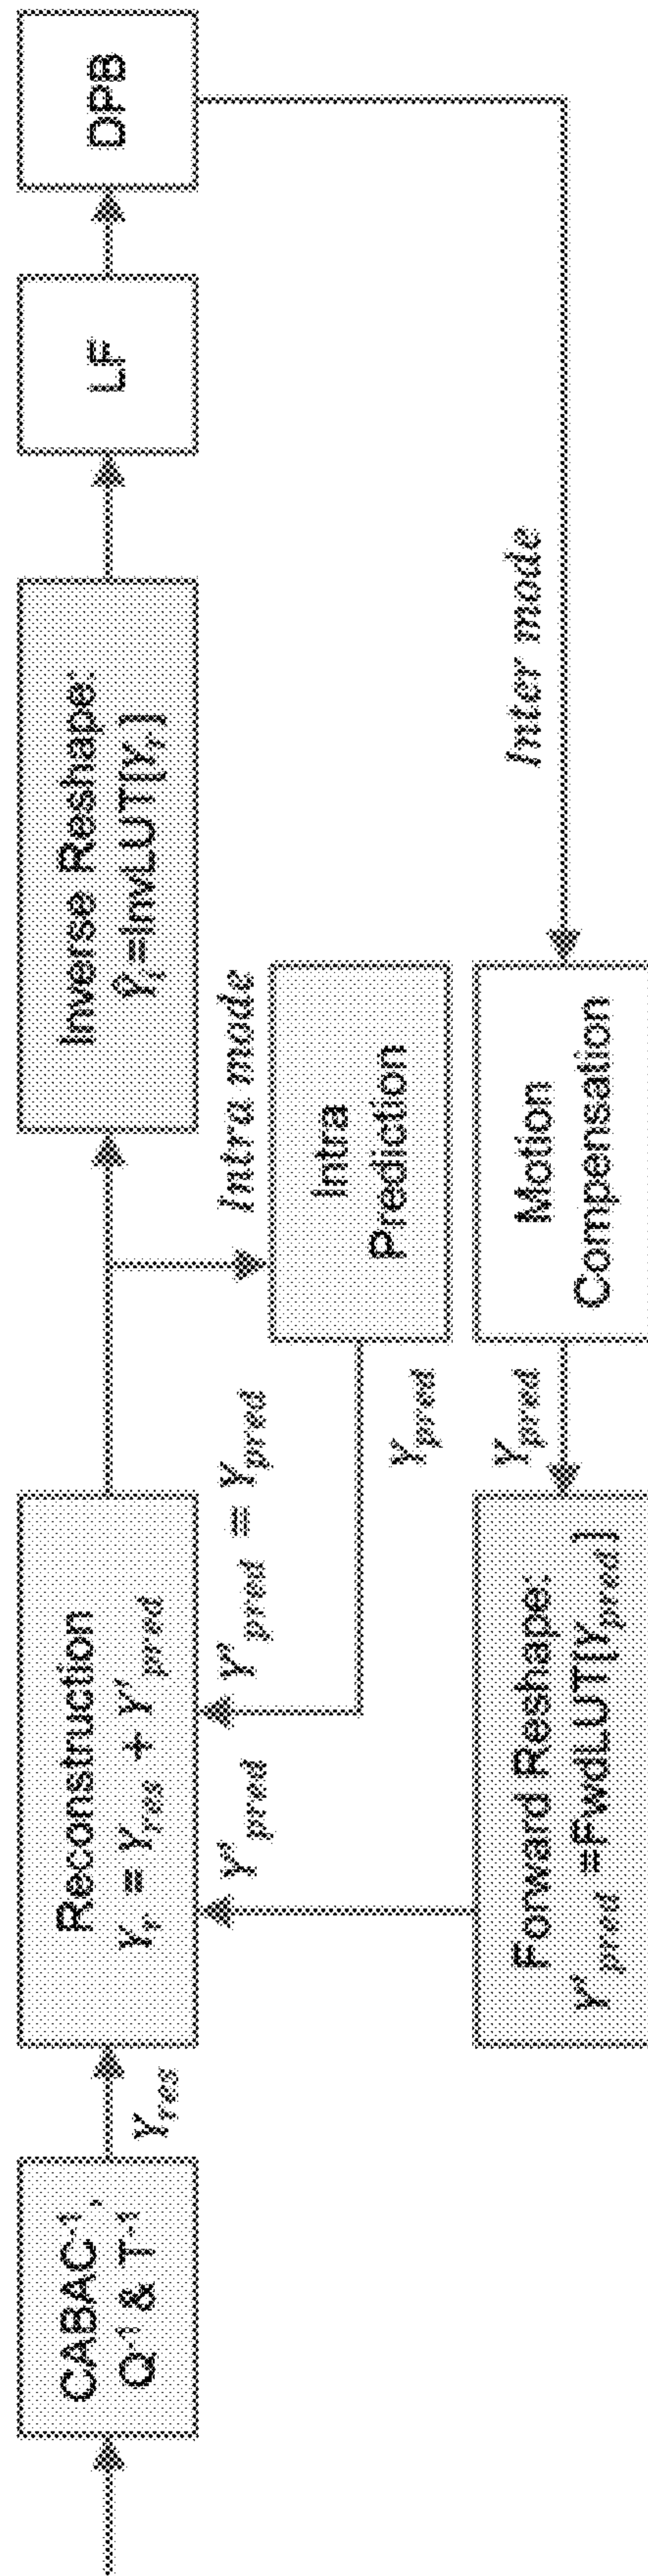 CABAC⁻¹,
Q⁻¹ & T⁻¹
Y_res
Reconstruction
Y_r = Y_res + Y'_pred
Inverse Reshape:
Ŷ_r=InvLUT[Y_r]
LF
DPB
Y'_pred
Y'_pred = Y_pred
Intra mode
Intra
Prediction
Y_pred
Inter mode
Forward Reshape:
Y'_pred =FwdLUT[Y_pred]
Y_pred
Motion
Compensation